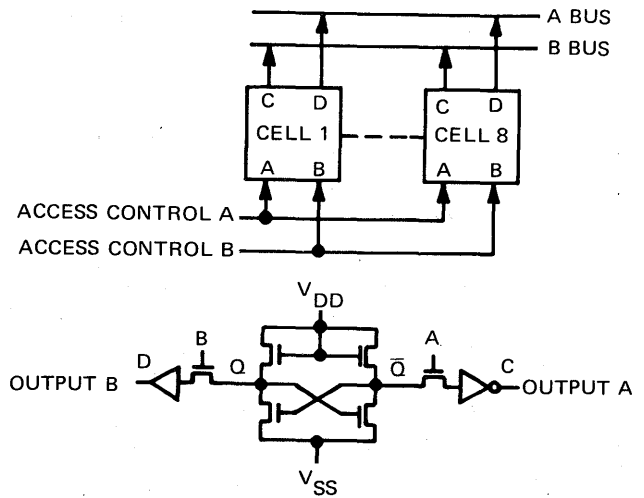 A BUS
B BUS
C D C D
CELL 1 CELL 8
A B A B
ACCESS CONTROL A
ACCESS CONTROL B
V DD
B A
D Q Q̅ C
OUTPUT B OUTPUT A
V SS